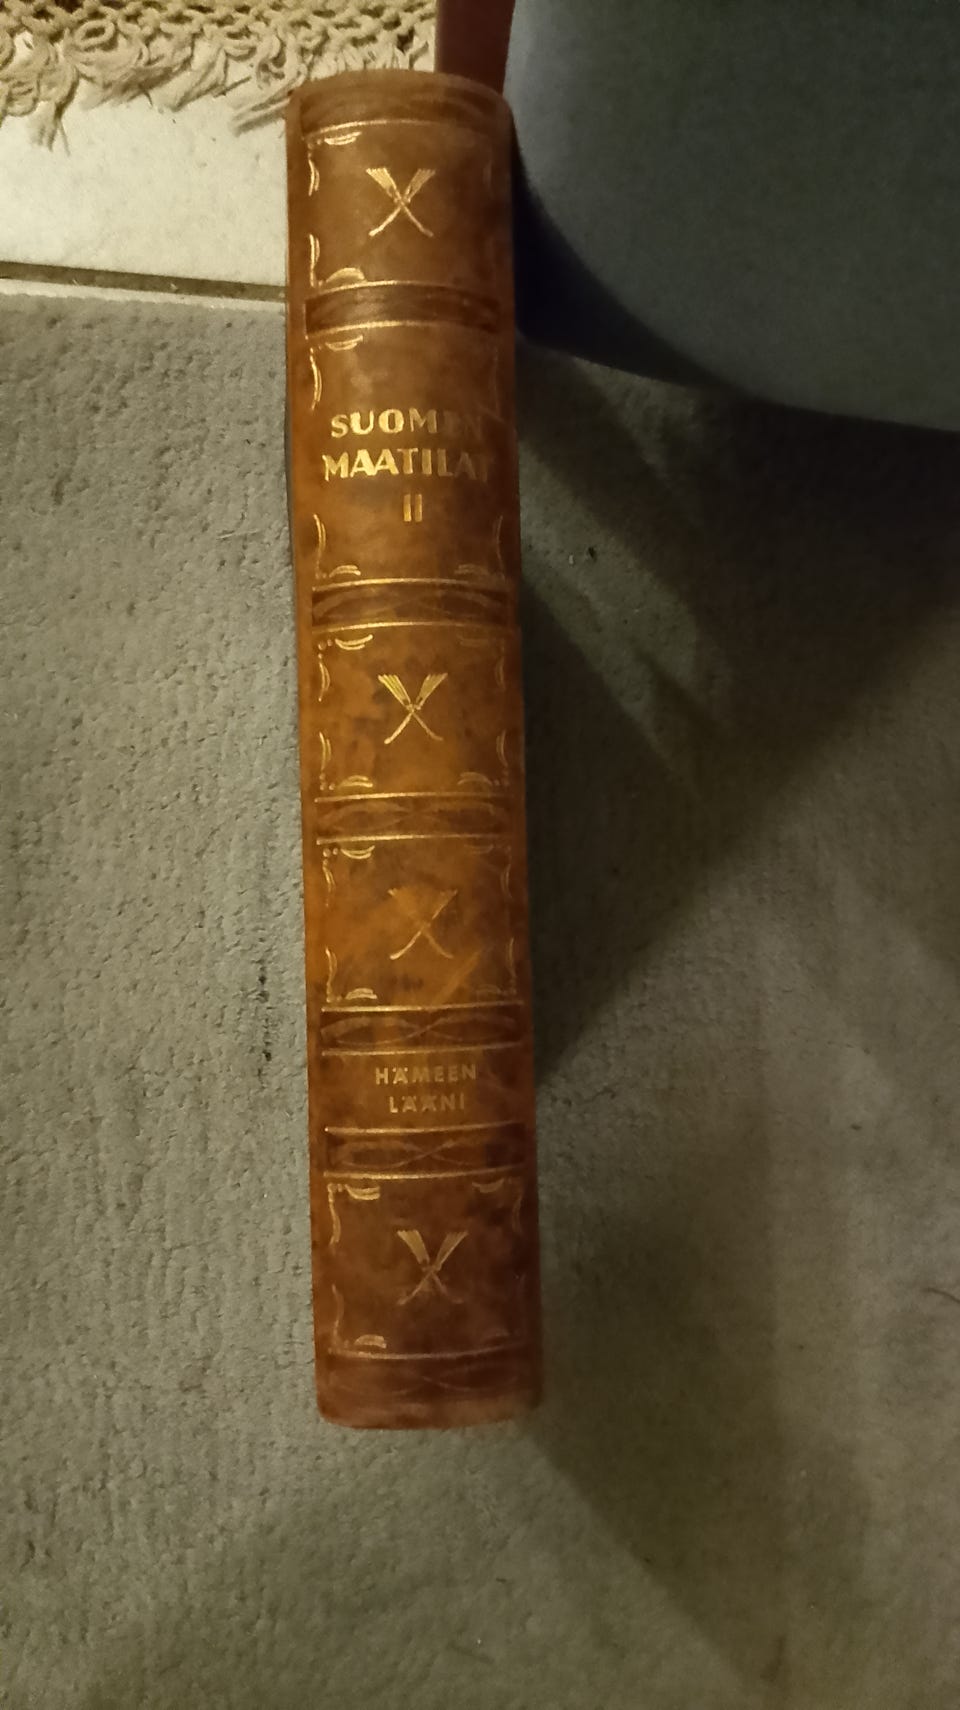 SUOMEN
MAATILAT
II
HÄMEEN
LÄÄNI